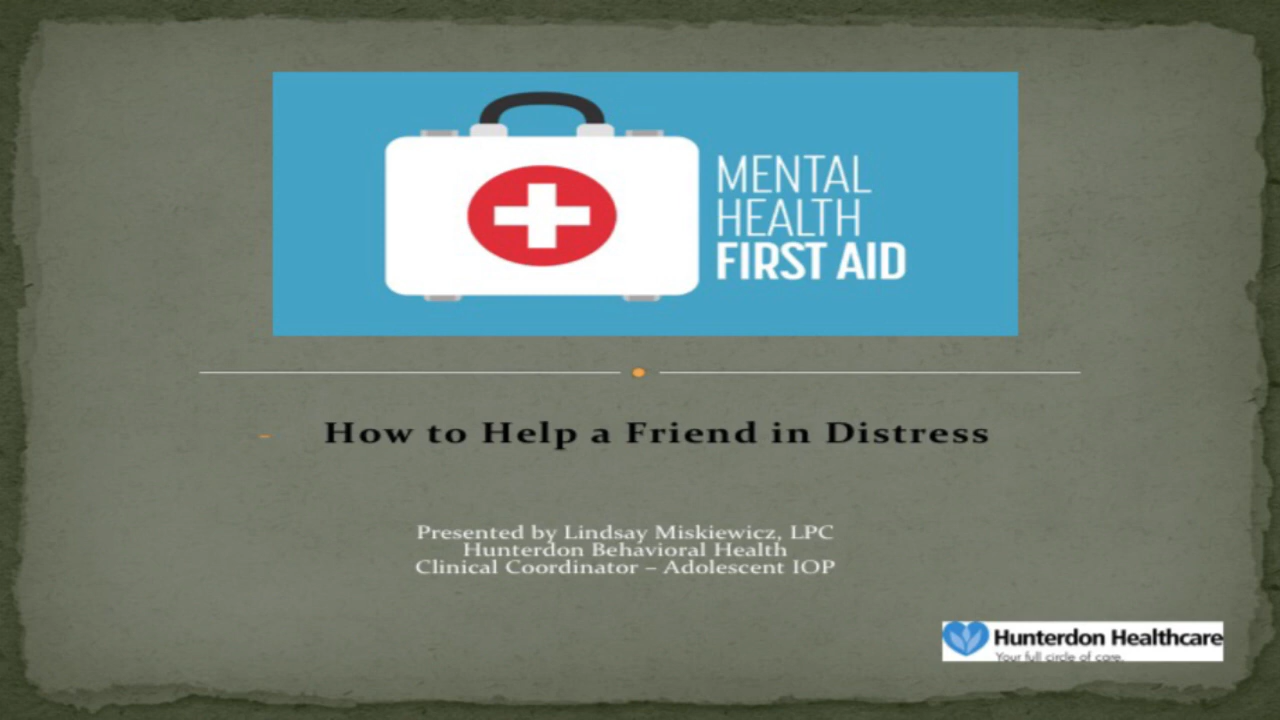 MENTAL
HEALTH
FIRST AID
- How to Help a Friend in Distress
Presented by Lindsay Miskiewicz, LPC
Hunterdon Behavioral Health
Clinical Coordinator – Adolescent IOP
Hunterdon Healthcare
Your full circle of care.